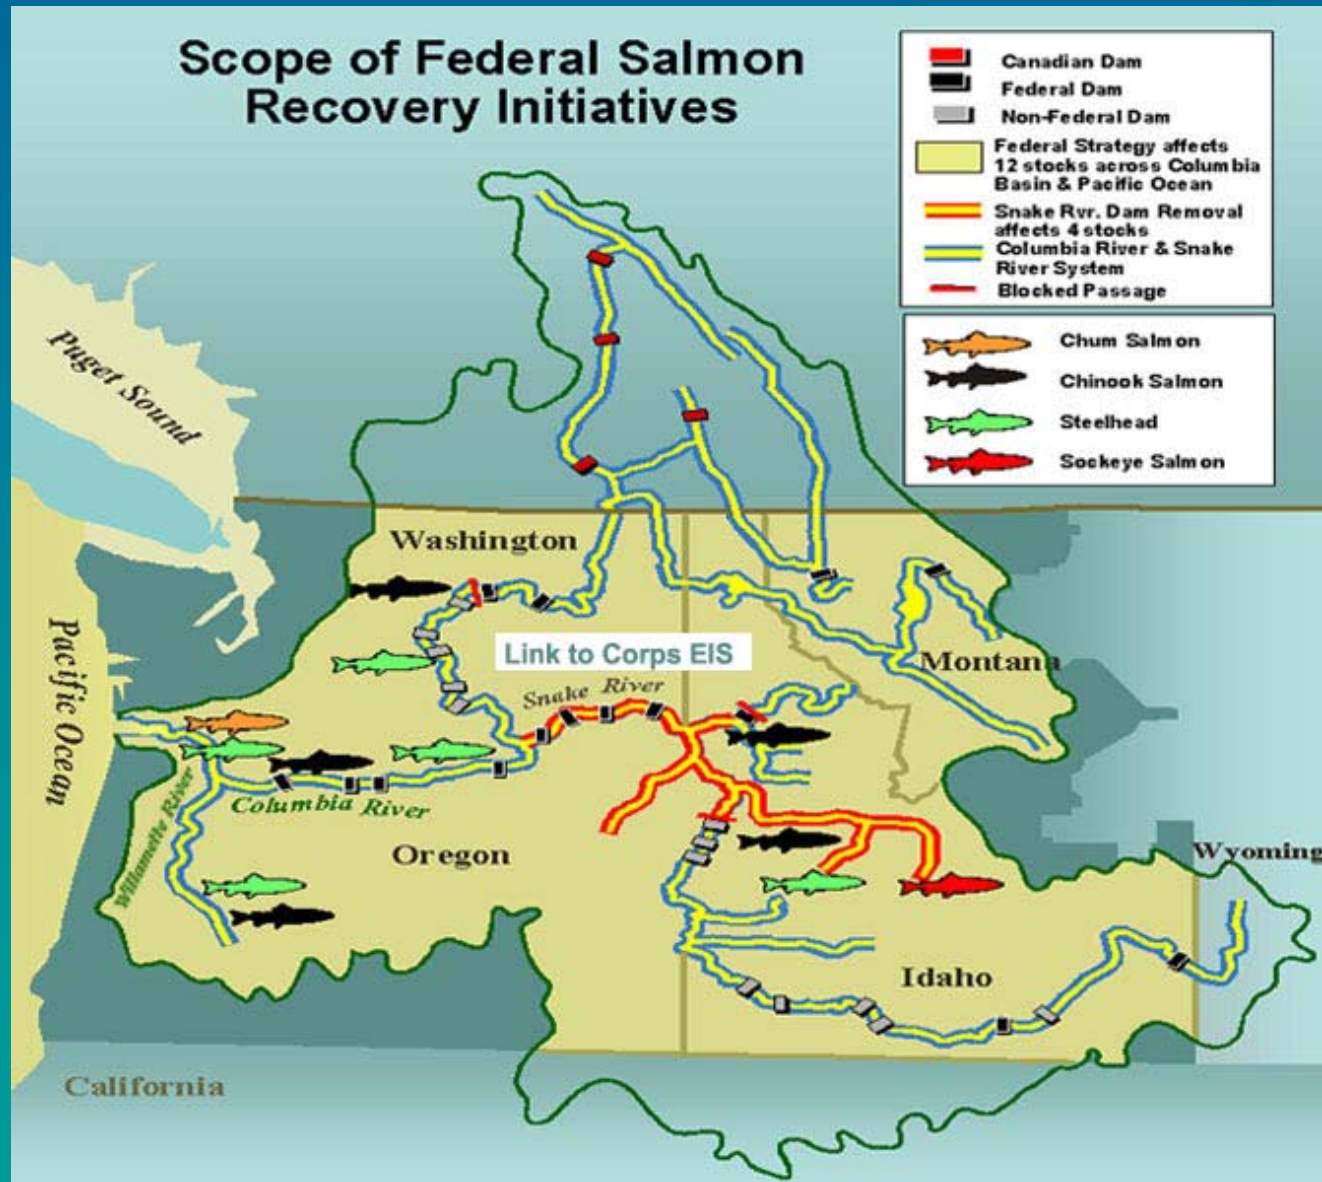 Scope of Federal Salmon
Recovery Initiatives
Canadian Dam
Federal Dam
Non-Federal Dam
Federal Strategy affects
12 stocks across Columbia
Basin & Pacific Ocean
Snake Rvr. Dam Removal
affects 4 stocks
Columbia River & Snake
River System
Blocked Passage
Chum Salmon
Chinook Salmon
Steelhead
Sockeye Salmon
Puget Sound
Washington
Pacific Ocean
Link to Corps EIS
Montana
Snake River
Willamette River
Columbia River
Oregon
Wyoming
Idaho
California